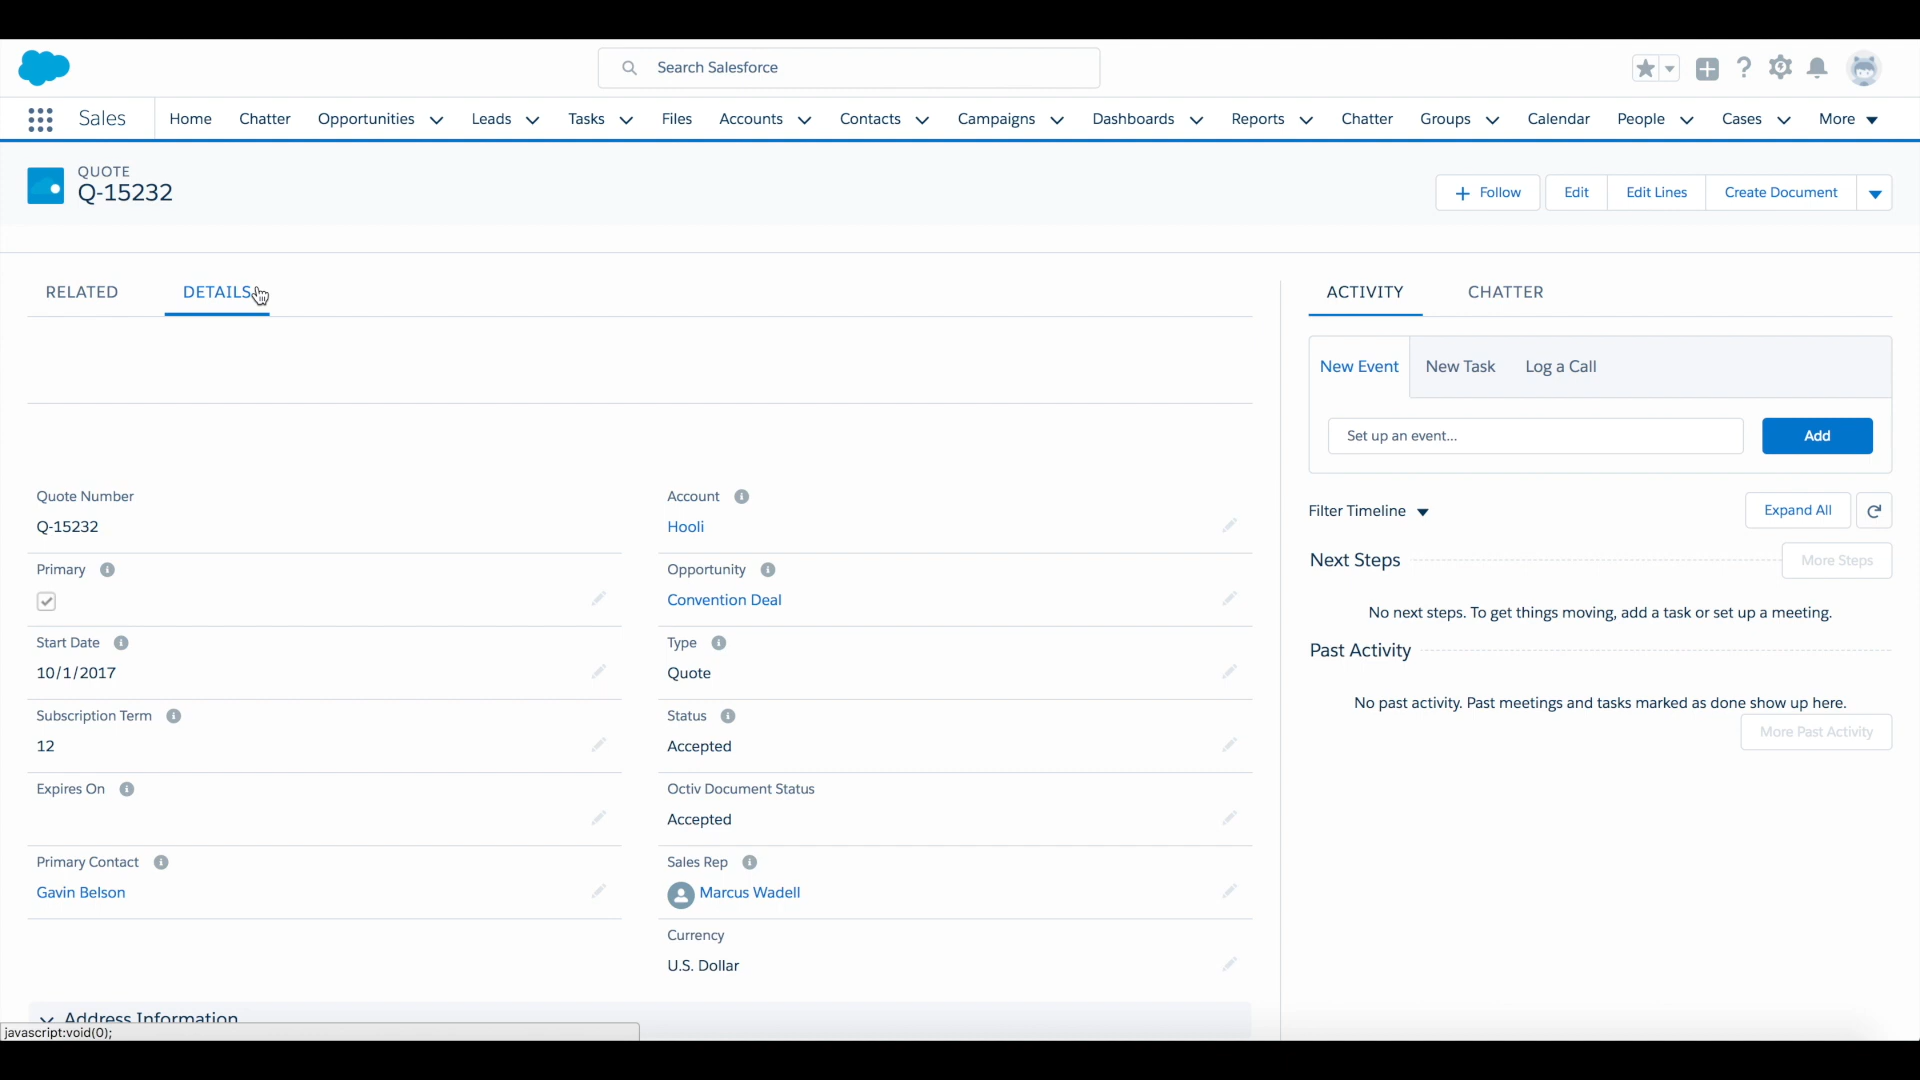 Search Salesforce
Sales Home Chatter Opportunities Leads Tasks Files Accounts Contacts Campaigns Dashboards Reports Chatter Groups Calendar People Cases More
QUOTE
Q-15232
Follow Edit Edit Lines Create Document
RELATED DETAILS
ACTIVITY CHATTER
New Event New Task Log a Call
Set up an event... Add
Quote Number
Q-15232
Primary
Start Date
10/1/2017
Subscription Term
12
Expires On
Primary Contact
Gavin Belson
Account
Hooli
Opportunity
Convention Deal
Type
Quote
Status
Accepted
Octiv Document Status
Accepted
Sales Rep
Marcus Wadell
Currency
U.S. Dollar
Address Information
Filter Timeline Expand All
Next Steps More Steps
No next steps. To get things moving, add a task or set up a meeting.
Past Activity
No past activity. Past meetings and tasks marked as done show up here.
More Past Activity
javascript:void(0);